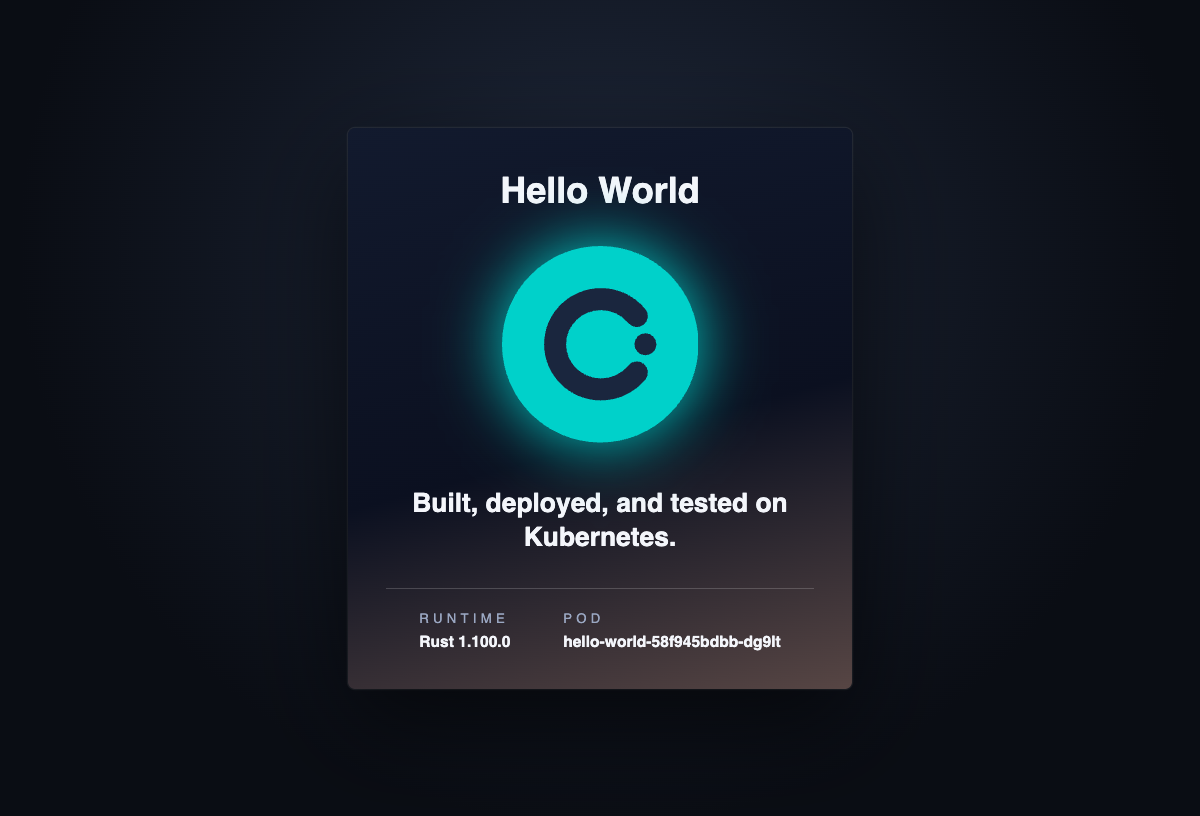 Hello World
Built, deployed, and tested on
Kubernetes.
RUNTIME
Rust 1.100.0
POD
hello-world-58f945bdbb-dg9lt